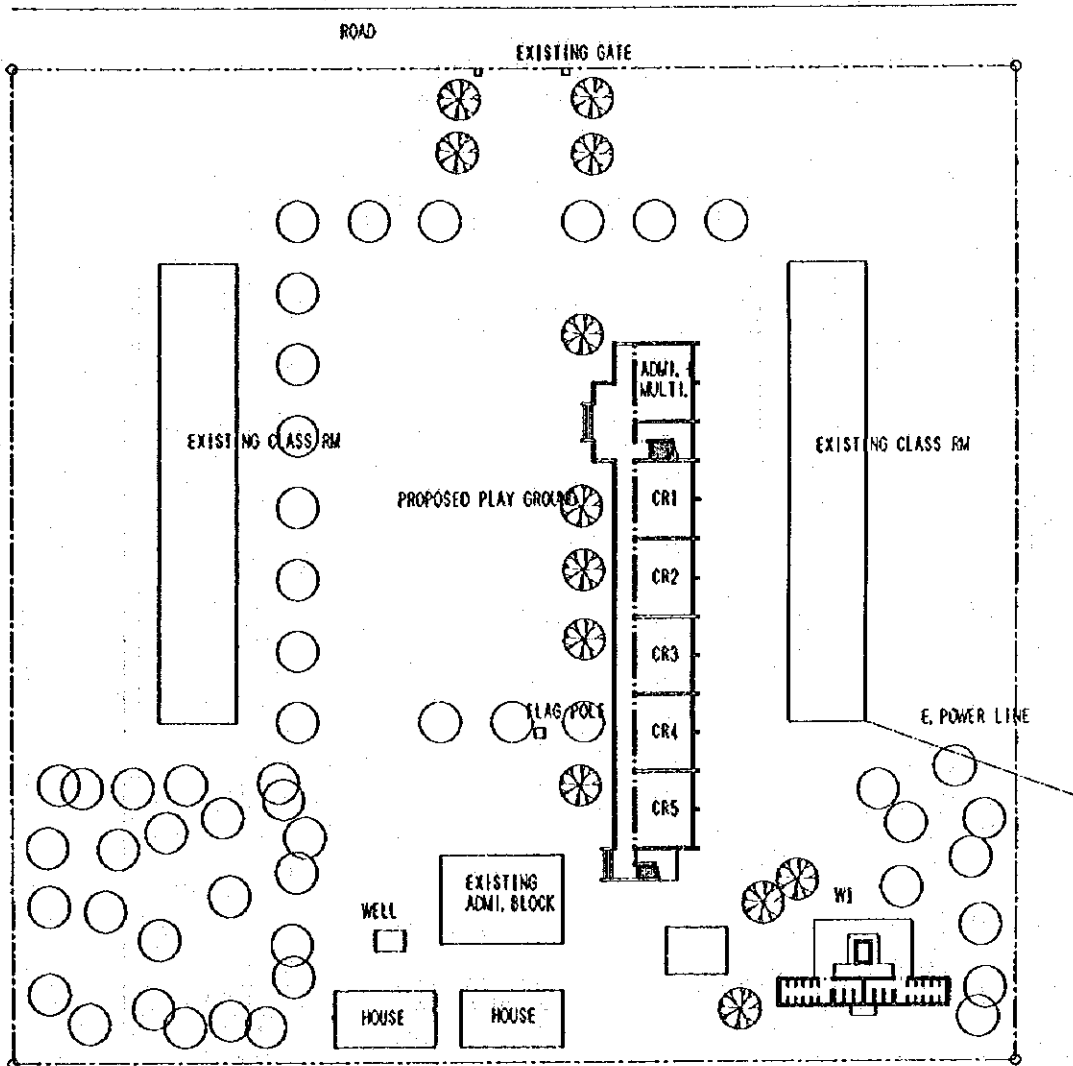 ROAD
EXISTING GATE
ADMI. +
MULTI.
EXISTING CLASS RM
EXISTING CLASS RM
PROPOSED PLAY GROUND
CR1
CR2
CR3
FLAG POLE
CR4
E. POWER LINE
CR5
EXISTING
ADMI. BLOCK
WELL
W1
HOUSE
HOUSE